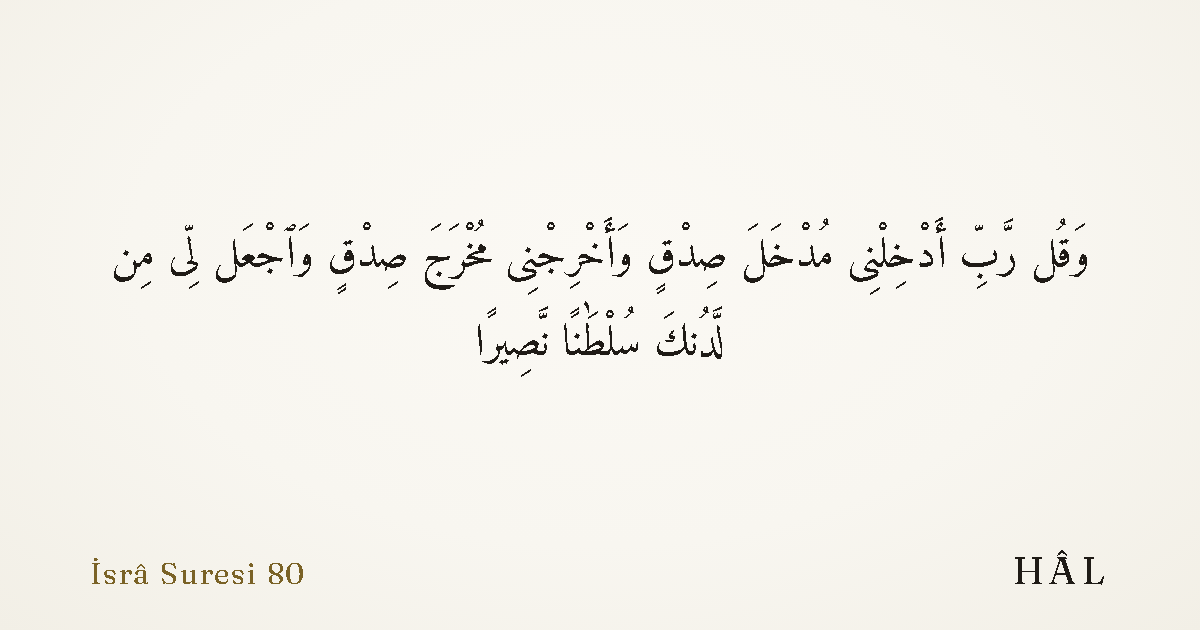 وَقُل رَّبِّ أَدْخِلْنِى مُدْخَلَ صِدْقٍ وَأَخْرِجْنِى مُخْرَجَ صِدْقٍ وَٱجْعَل لِّى مِن
لَّدُنكَ سُلْطَٰنًا نَّصِيرًا
İsrâ Suresi 80
HÂL